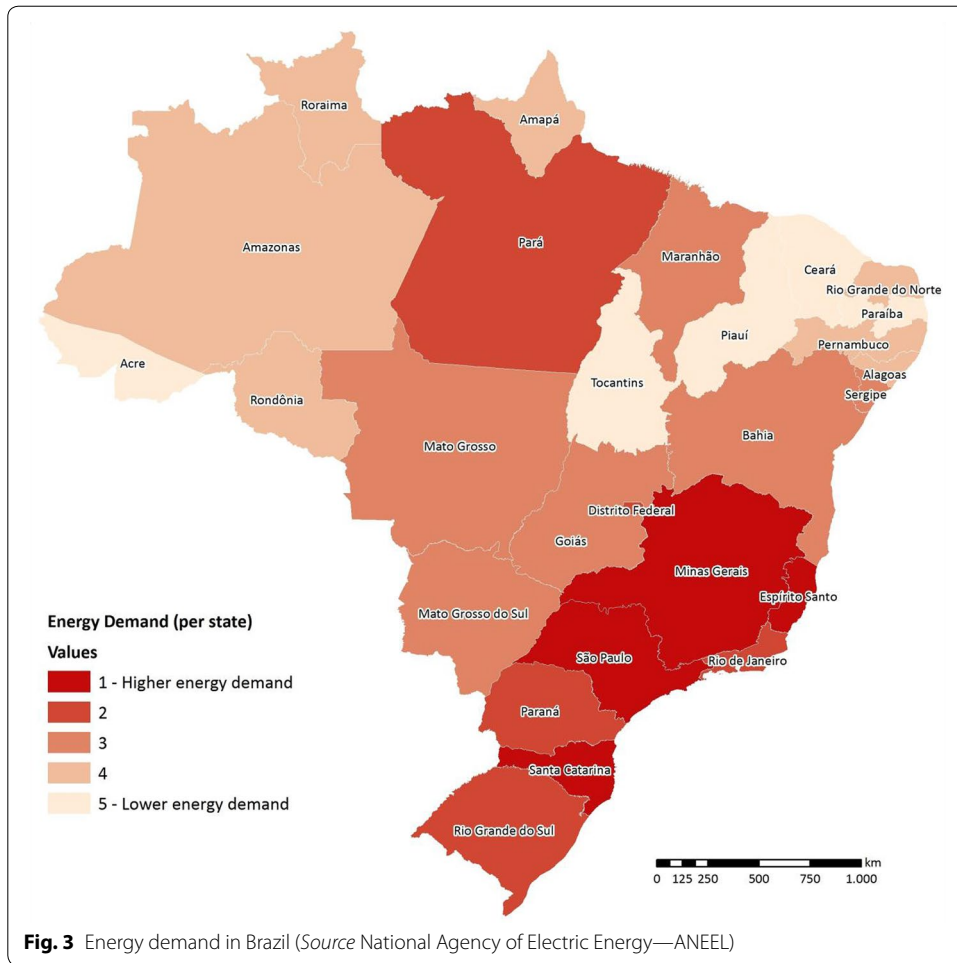 Roraima
Amapá
Amazonas
Pará
Maranhão
Ceará
Rio Grande do Norte
Paraíba
Piauí
Pernambuco
Acre
Tocantins
Alagoas
Sergipe
Rondônia
Mato Grosso
Bahia
Distrito Federal
Goiás
Minas Gerais
Espírito Santo
Mato Grosso do Sul
São Paulo
Rio de Janeiro
Paraná
Santa Catarina
Rio Grande do Sul
Energy Demand (per state)
Values
1 - Higher energy demand
2
3
4
5 - Lower energy demand
km
0 125 250 500 750 1.000
Fig. 3 Energy demand in Brazil (Source National Agency of Electric Energy—ANEEL)